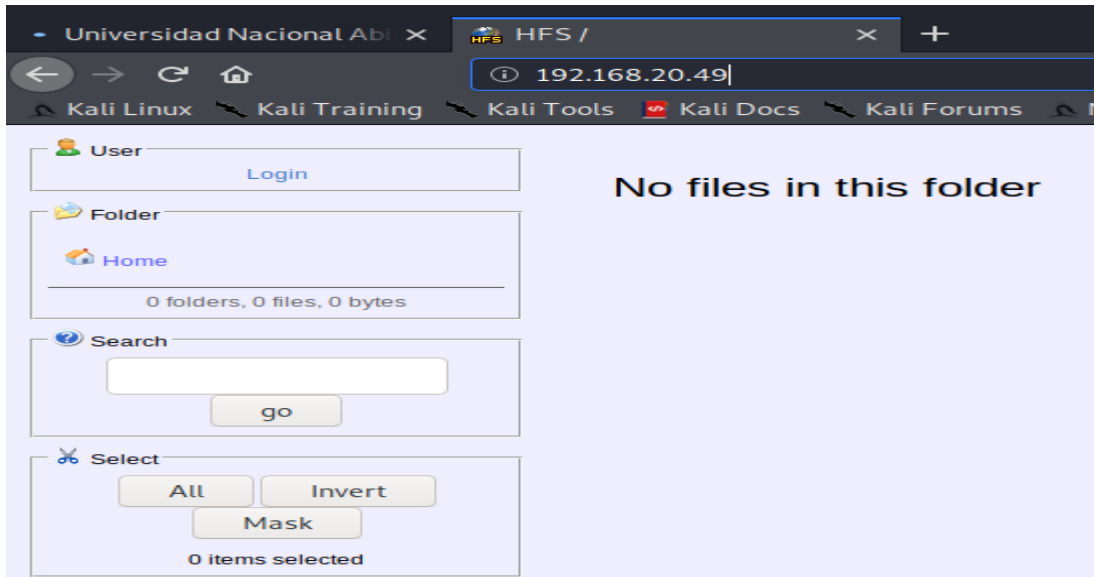 Universidad Nacional Abi
HFS /
192.168.20.49
Kali Linux Kali Training Kali Tools Kali Docs Kali Forums
User
Login
Folder
Home
0 folders, 0 files, 0 bytes
Search
go
Select
All Invert
Mask
0 items selected
No files in this folder